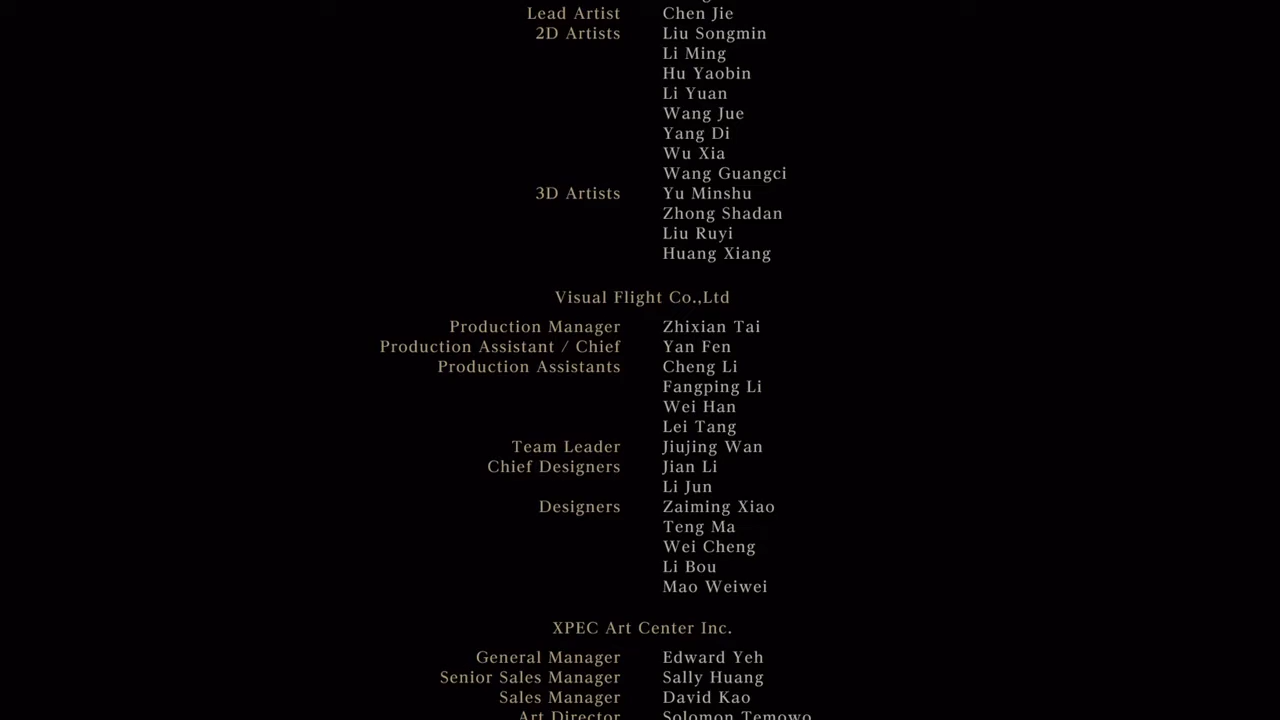 Lead Artist Chen Jie
2D Artists Liu Songmin
Li Ming
Hu Yaobin
Li Yuan
Wang Jue
Yang Di
Wu Xia
Wang Guangci
3D Artists Yu Minshu
Zhong Shadan
Liu Ruyi
Huang Xiang
Visual Flight Co.,Ltd
Production Manager Zhixian Tai
Production Assistant / Chief Yan Fen
Production Assistants Cheng Li
Fangping Li
Wei Han
Lei Tang
Team Leader Jiujing Wan
Chief Designers Jian Li
Li Jun
Designers Zaiming Xiao
Teng Ma
Wei Cheng
Li Bou
Mao Weiwei
XPEC Art Center Inc.
General Manager Edward Yeh
Senior Sales Manager Sally Huang
Sales Manager David Kao
Art Director Solomon Temowo